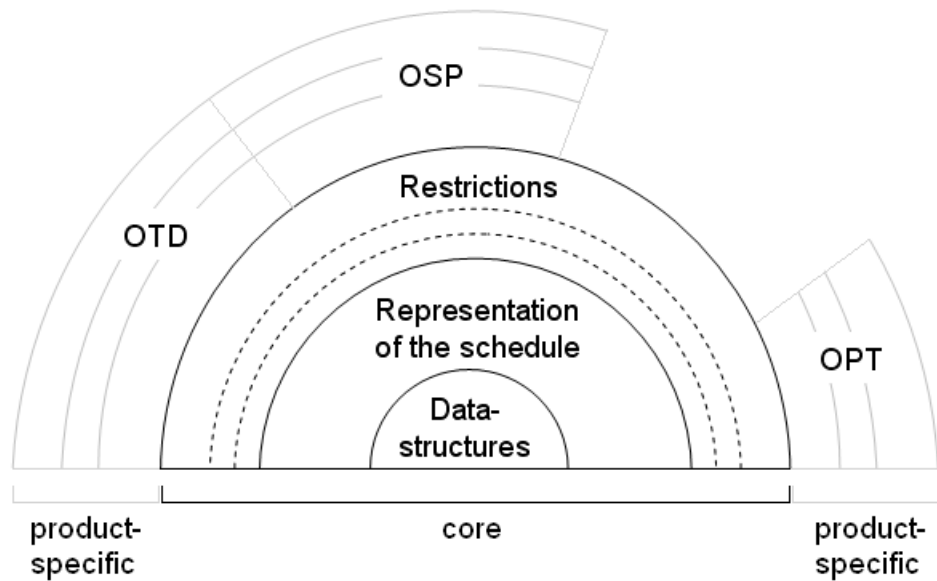 OSP
Restrictions
OTD
Representation
of the schedule
OPT
Data-
structures
product-
specific
core
product-
specific